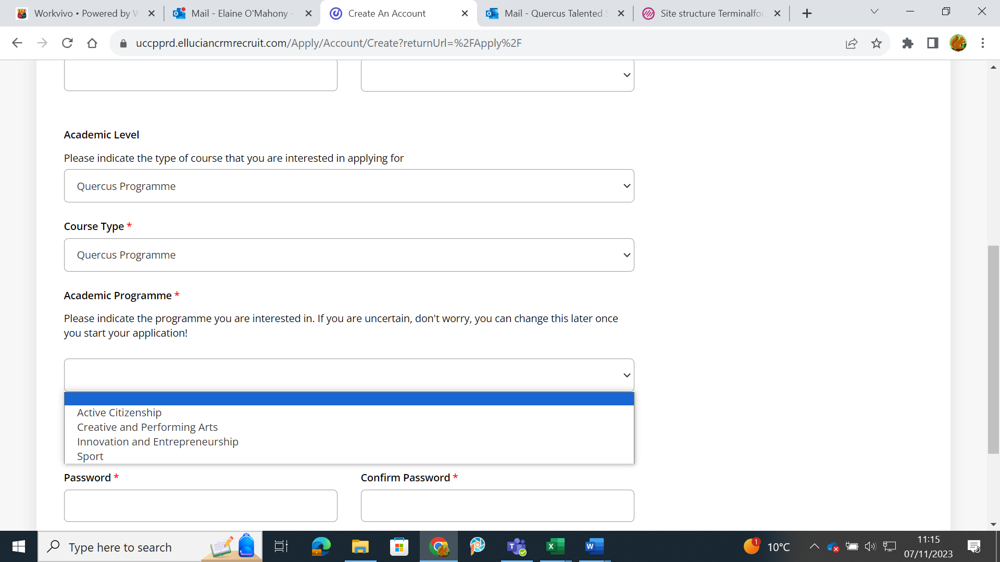 Workvivo • Powered by W
Mail - Elaine O'Mahony -
Create An Account
Mail - Quercus Talented S
Site structure Terminalfou
uccpprd.elluciancrmrecruit.com/Apply/Account/Create?returnUrl=%2FApply%2F
Academic Level
Please indicate the type of course that you are interested in applying for
Quercus Programme
Course Type *
Quercus Programme
Academic Programme *
Please indicate the programme you are interested in. If you are uncertain, don't worry, you can change this later once
you start your application!
Active Citizenship
Creative and Performing Arts
Innovation and Entrepreneurship
Sport
Password *
Confirm Password *
Type here to search
1
10°C
11:15
07/11/2023